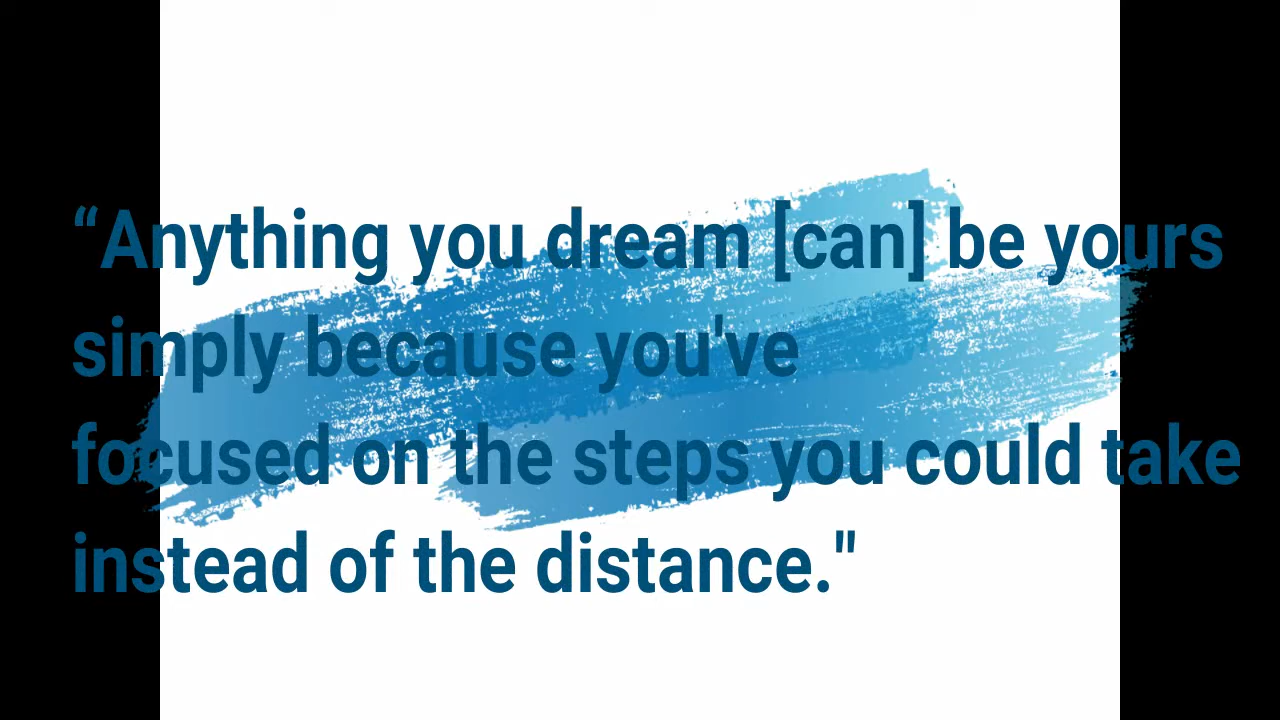 “Anything you dream [can] be yours
simply because you've
focused on the steps you could take
instead of the distance."